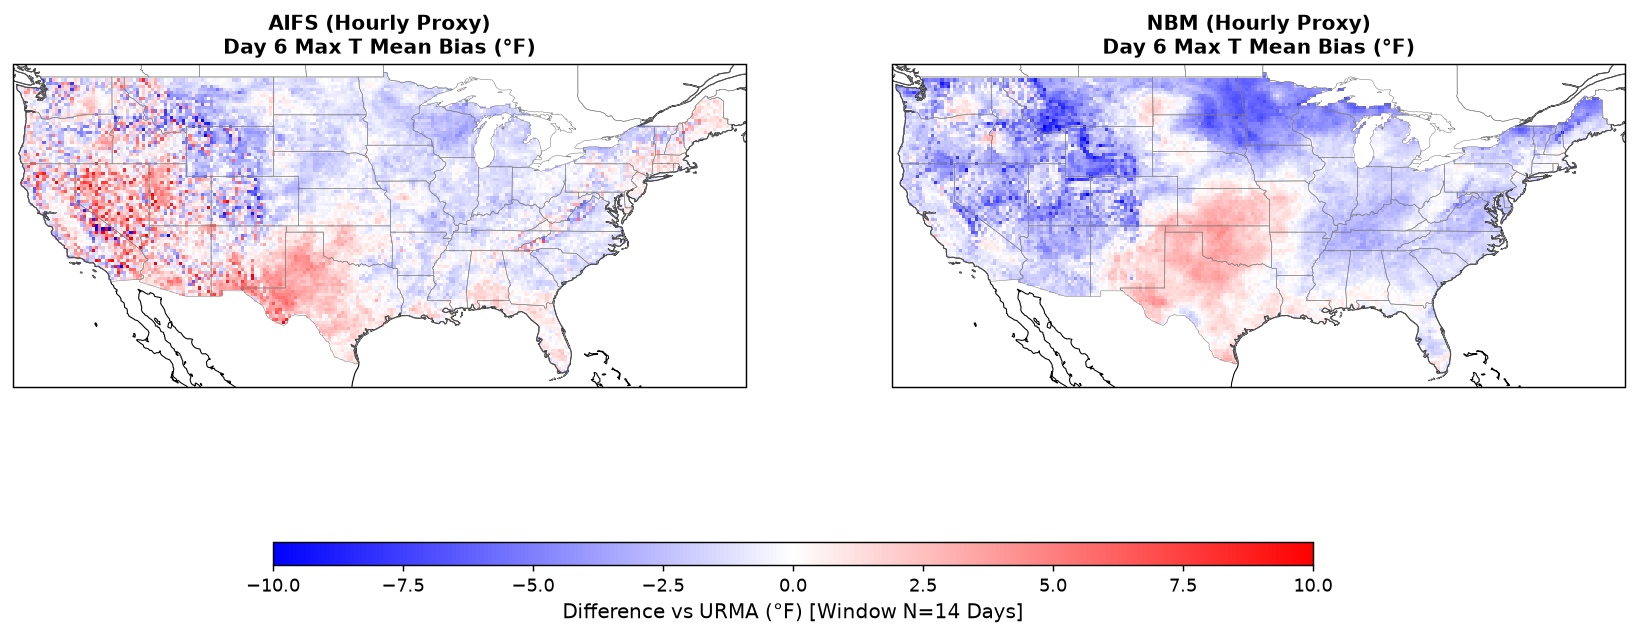 AIFS (Hourly Proxy)
Day 6 Max T Mean Bias (°F)
NBM (Hourly Proxy)
Day 6 Max T Mean Bias (°F)
−10.0 −7.5 −5.0 −2.5 0.0 2.5 5.0 7.5 10.0
Difference vs URMA (°F) [Window N=14 Days]